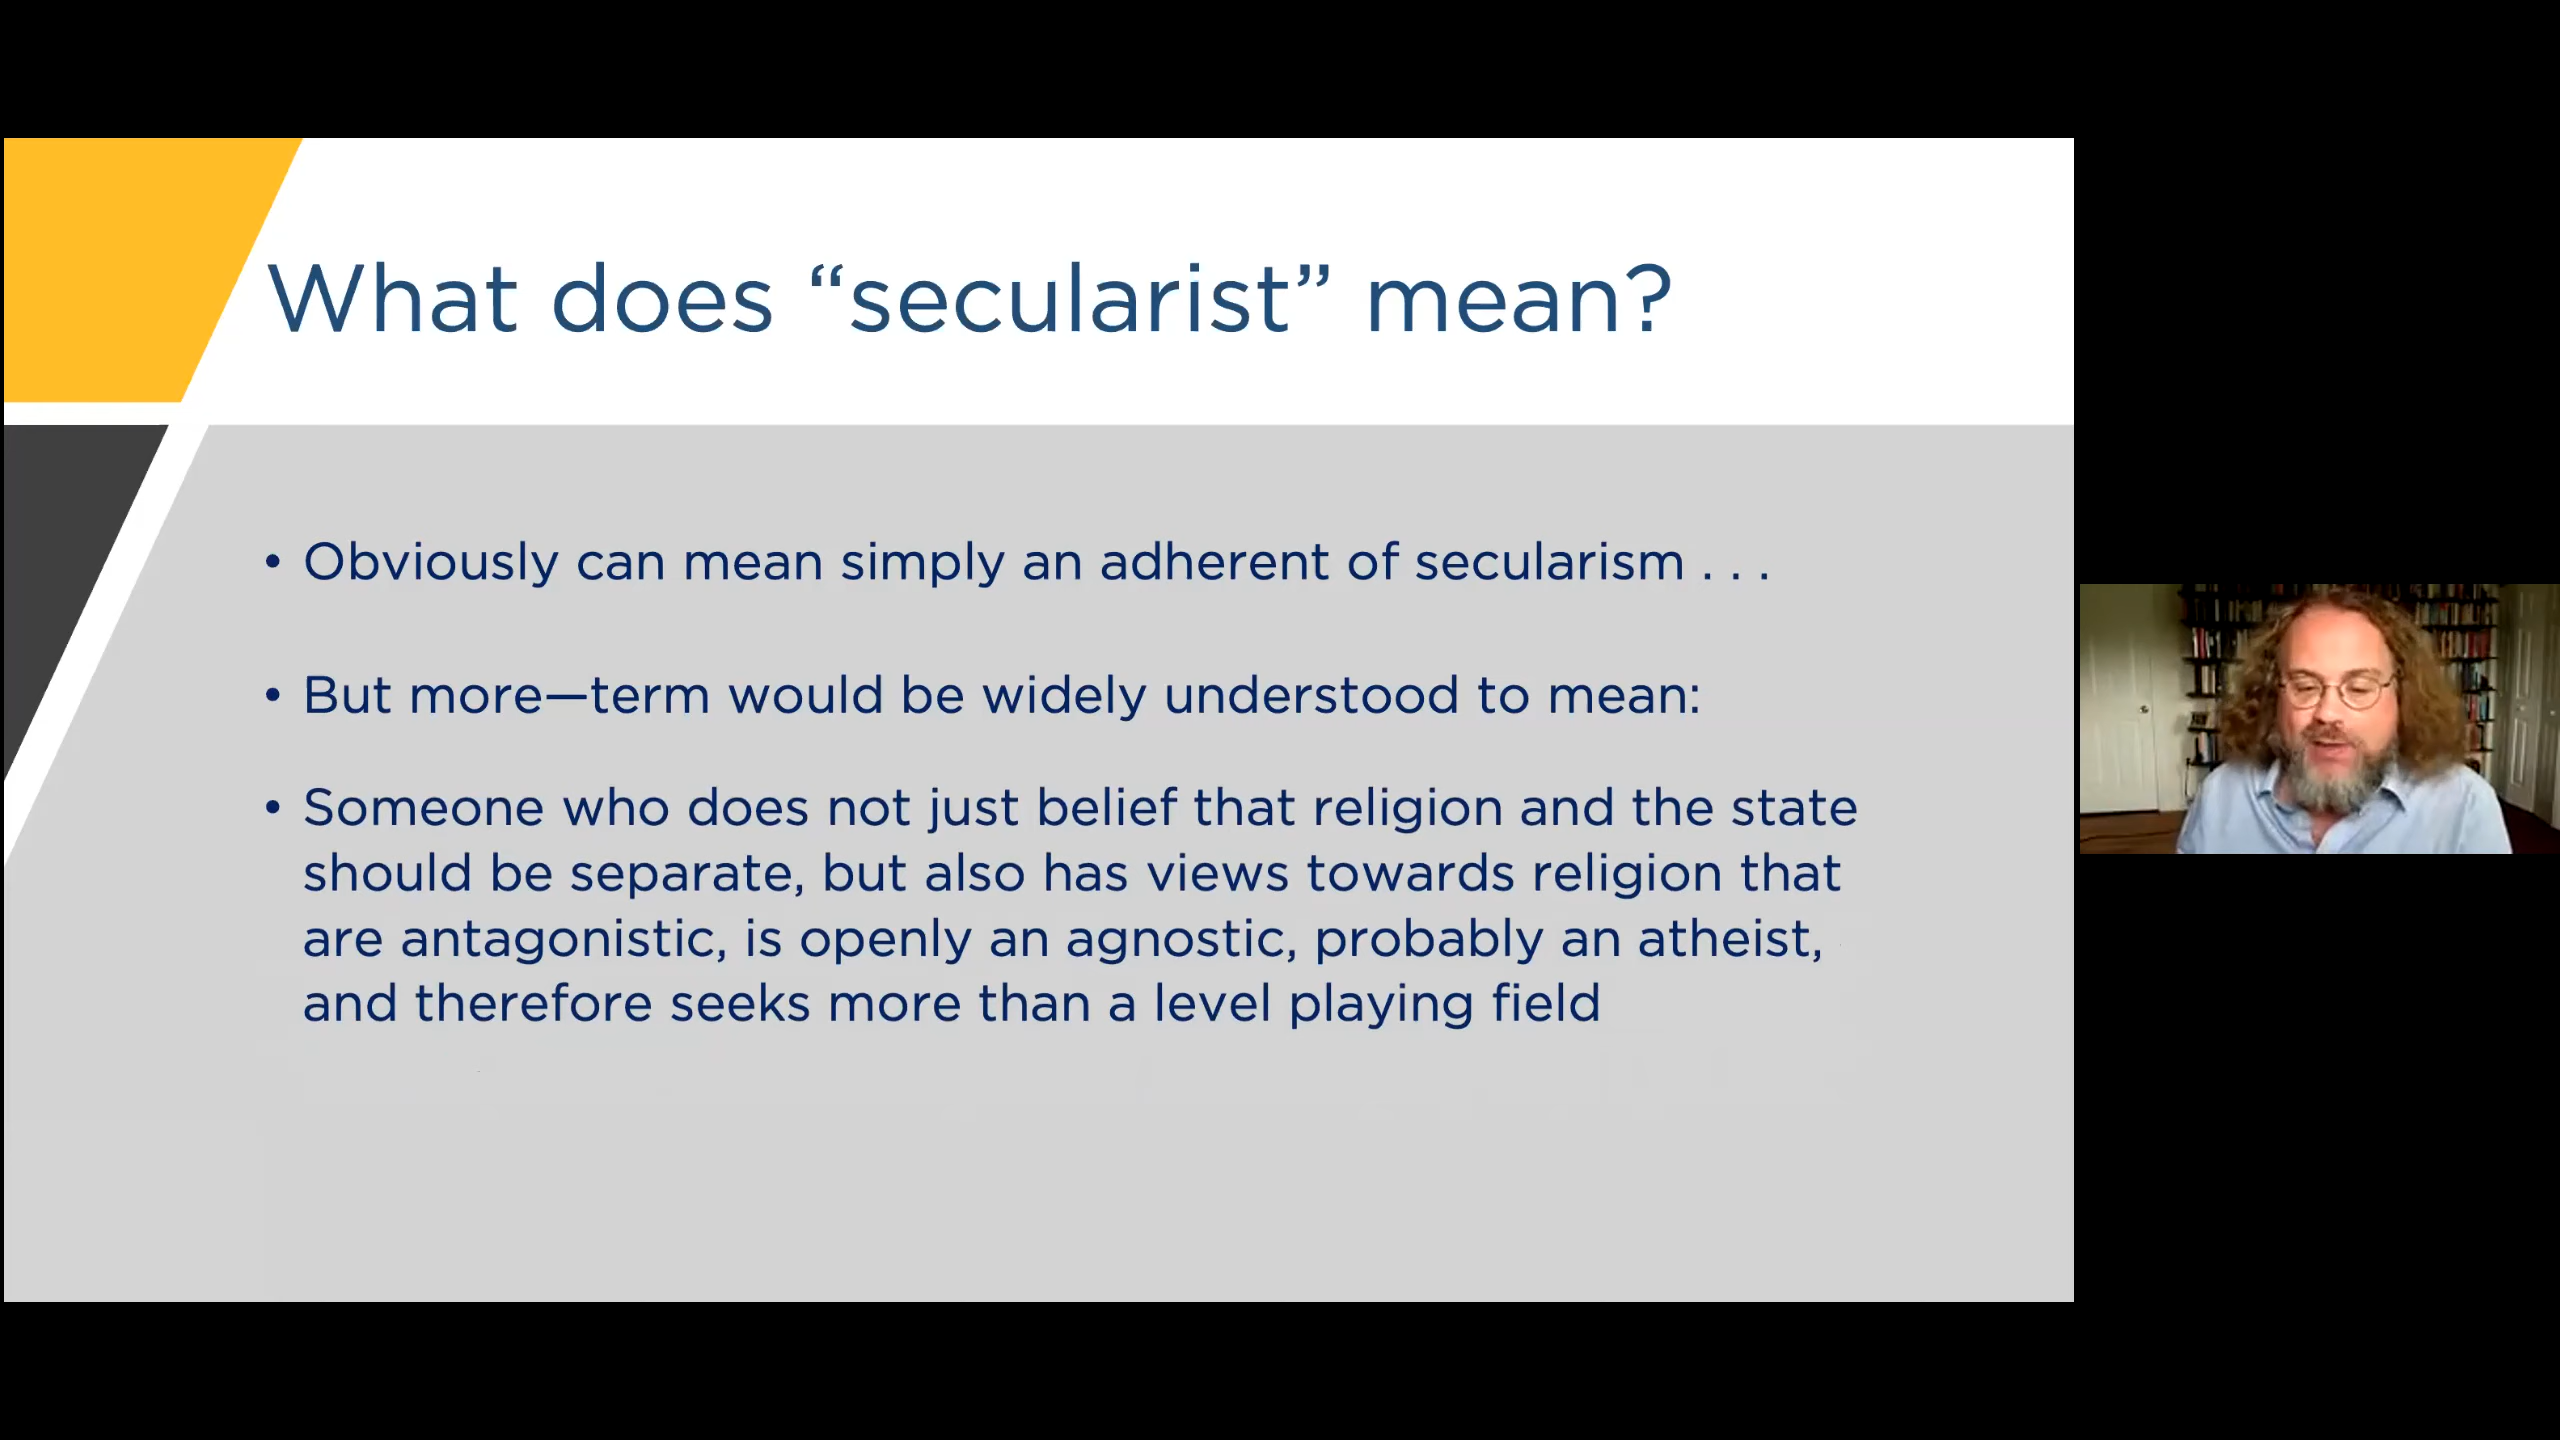 What does “secularist” mean?
• Obviously can mean simply an adherent of secularism . . .
• But more—term would be widely understood to mean:
• Someone who does not just belief that religion and the state
should be separate, but also has views towards religion that
are antagonistic, is openly an agnostic, probably an atheist,
and therefore seeks more than a level playing field